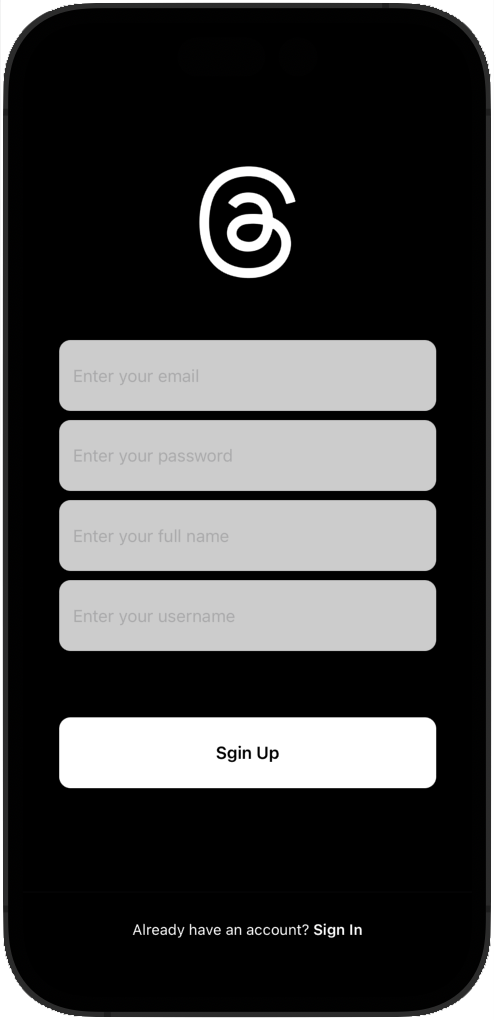 Enter your email
Enter your password
Enter your full name
Enter your username
Sgin Up
Already have an account? Sign In